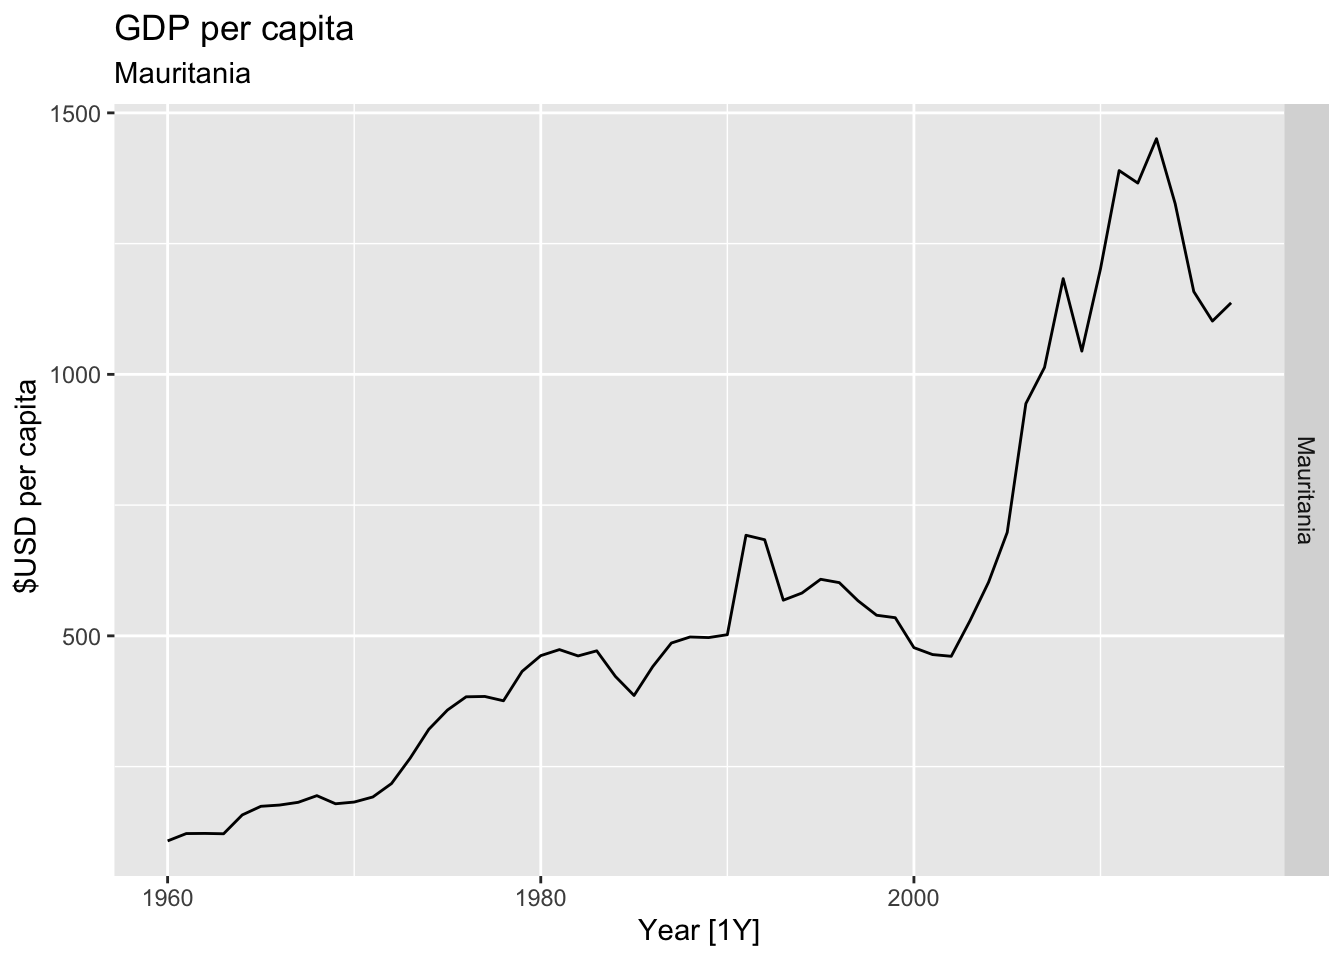 GDP per capita
Mauritania
1500
1000
500
$USD per capita
Mauritania
1960
1980
2000
Year [1Y]